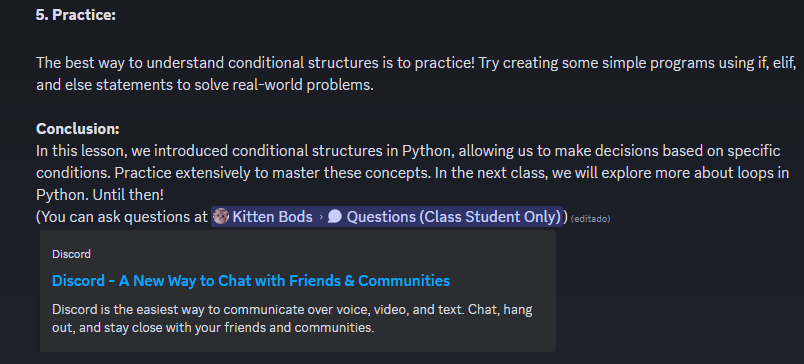 5. Practice:
The best way to understand conditional structures is to practice! Try creating some simple programs using if, elif,
and else statements to solve real-world problems.
Conclusion:
In this lesson, we introduced conditional structures in Python, allowing us to make decisions based on specific
conditions. Practice extensively to master these concepts. In the next class, we will explore more about loops in
Python. Until then!
(You can ask questions at Kitten Bods › Questions (Class Student Only)) (editado)
Discord
Discord - A New Way to Chat with Friends & Communities
Discord is the easiest way to communicate over voice, video, and text. Chat, hang
out, and stay close with your friends and communities.